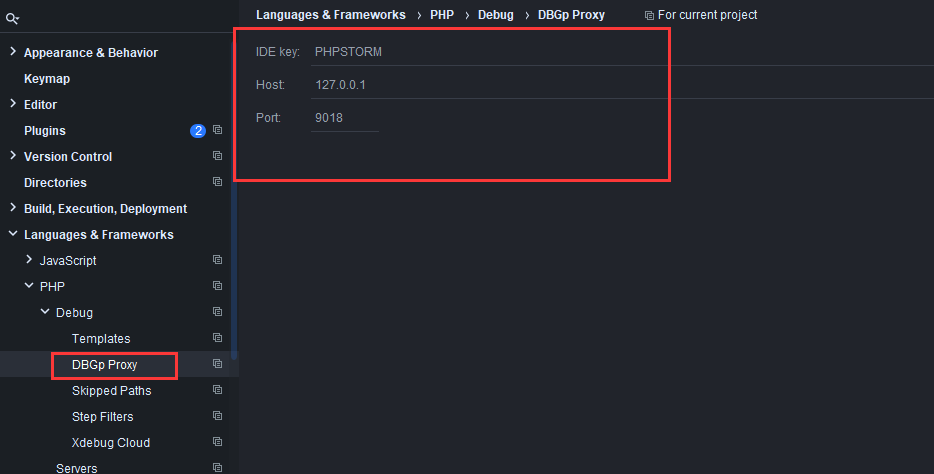 Languages & Frameworks › PHP › Debug › DBGp Proxy For current project
Appearance & Behavior
Keymap
Editor
Plugins 2
Version Control
Directories
Build, Execution, Deployment
Languages & Frameworks
JavaScript
PHP
Debug
Templates
DBGp Proxy
Skipped Paths
Step Filters
Xdebug Cloud
Servers
IDE key: PHPSTORM
Host: 127.0.0.1
Port: 9018